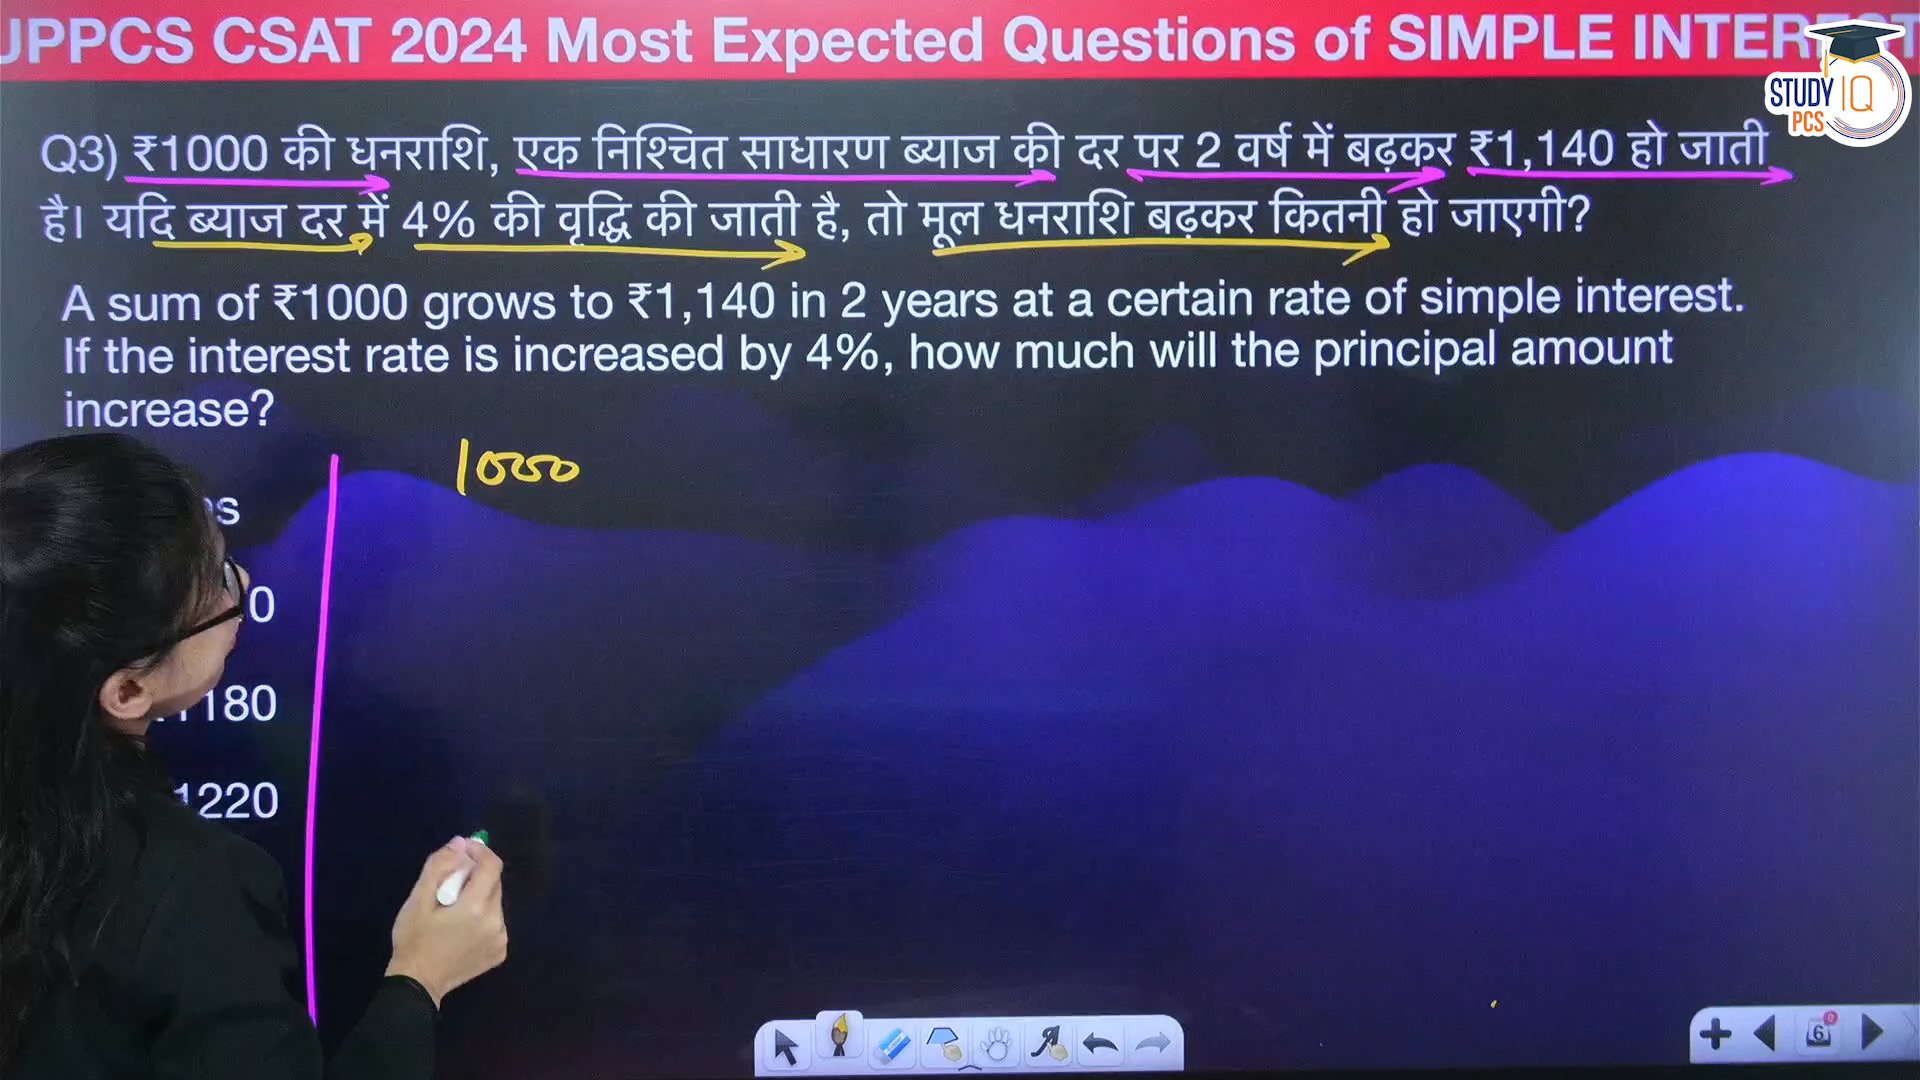 UPPCS CSAT 2024 Most Expected Questions of SIMPLE INTEREST
STUDY IQ
PCS
Q3) ₹1000 की धनराशि, एक निश्चित साधारण ब्याज की दर पर 2 वर्ष में बढ़कर ₹1,140 हो जाती
है। यदि ब्याज दर में 4% की वृद्धि की जाती है, तो मूल धनराशि बढ़कर कितनी हो जाएगी?
A sum of ₹1000 grows to ₹1,140 in 2 years at a certain rate of simple interest.
If the interest rate is increased by 4%, how much will the principal amount
increase?
1000
1180
1220
6